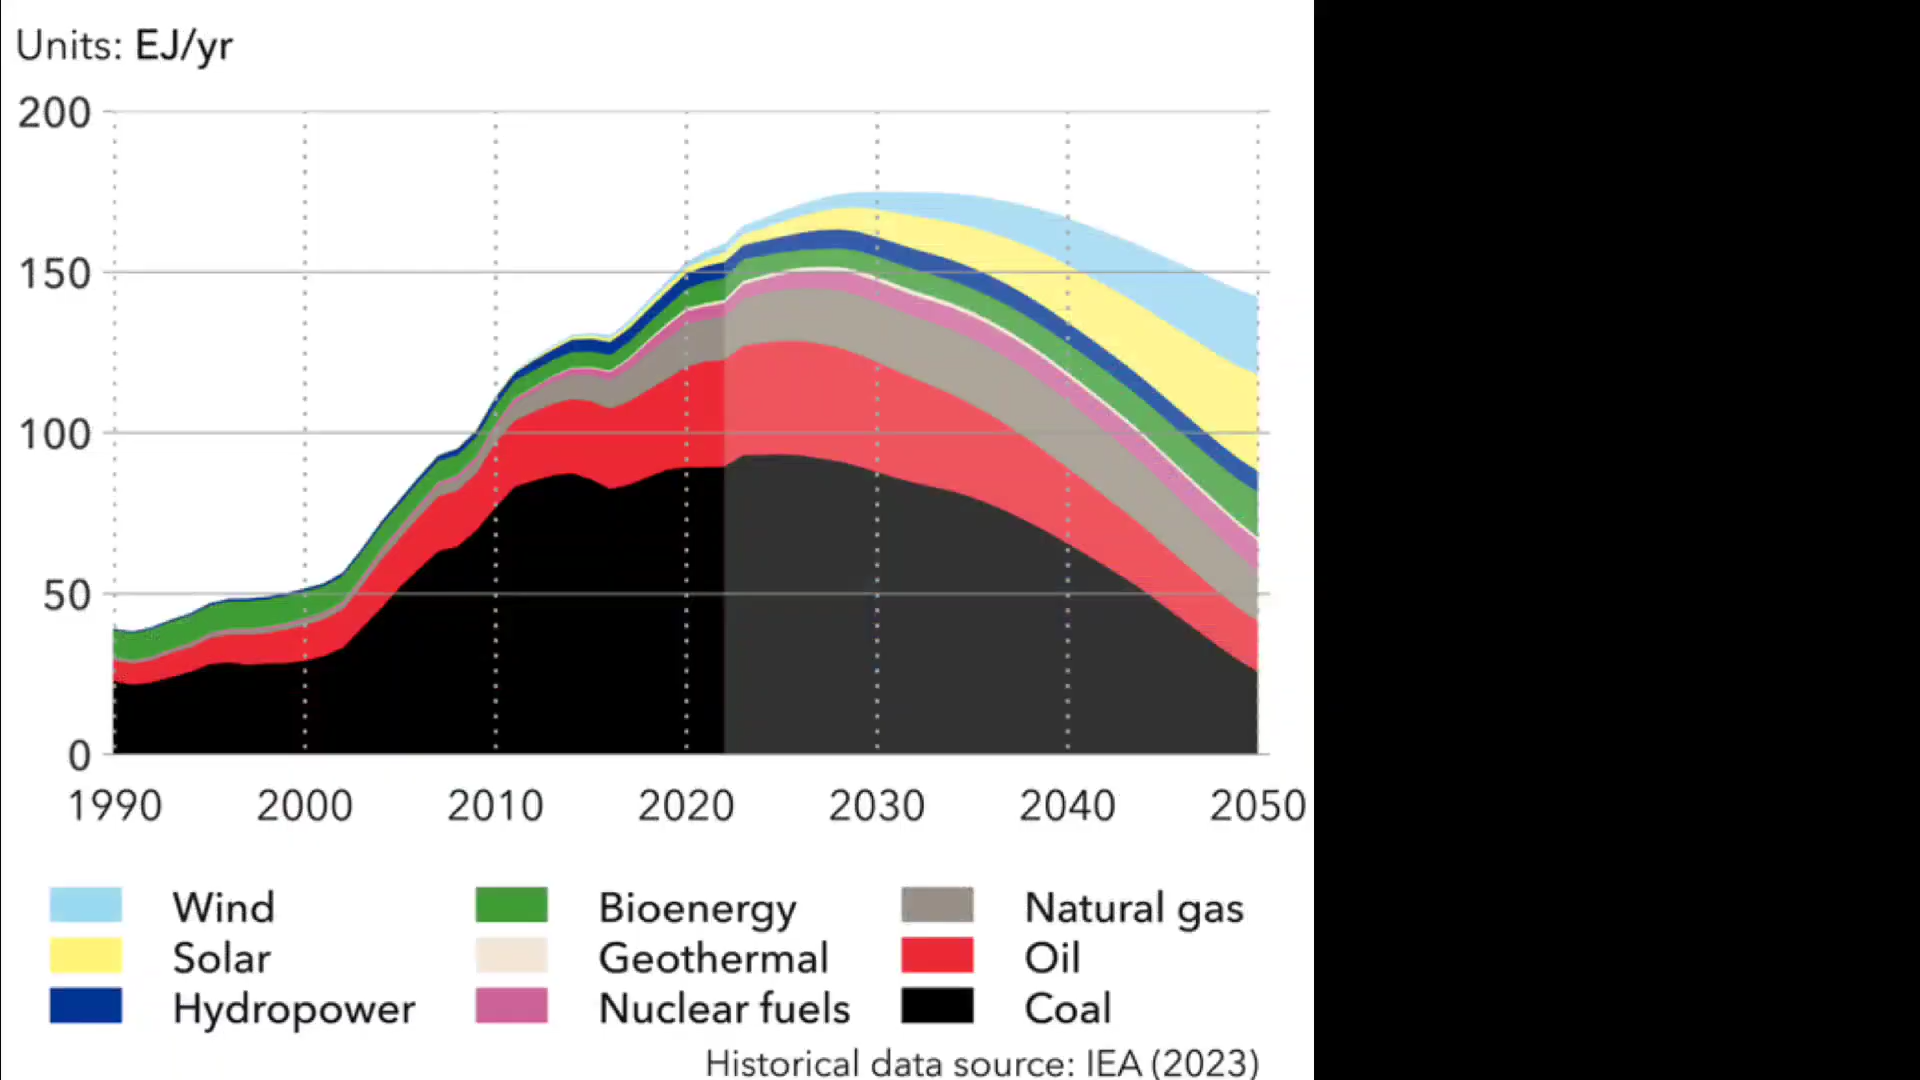 Units: EJ/yr
200
150
100
50
0
1990 2000 2010 2020 2030 2040 2050
Wind Bioenergy Natural gas
Solar Geothermal Oil
Hydropower Nuclear fuels Coal
Historical data source: IEA (2023)